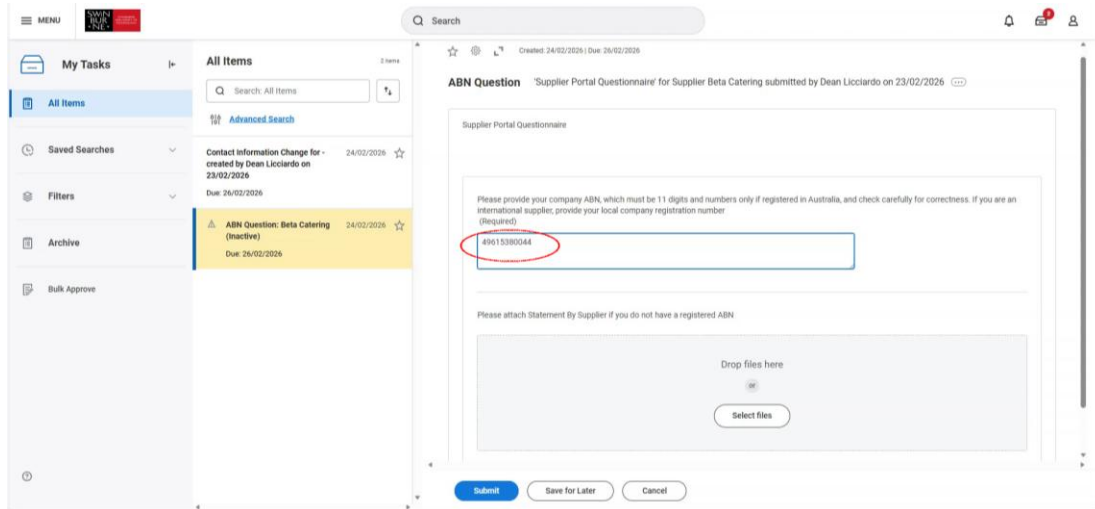 MENU
SWIN
BUR
• NE •
Search
My Tasks
All Items
Saved Searches
Filters
Archive
Bulk Approve
All Items
2 items
Search: All Items
Advanced Search
Contact Information Change for -
created by Dean Licciardo on
23/02/2026
24/02/2026
Due: 26/02/2026
ABN Question: Beta Catering
(Inactive)
24/02/2026
Due: 26/02/2026
Created: 24/02/2026 | Due: 26/02/2026
ABN Question 'Supplier Portal Questionnaire' for Supplier Beta Catering submitted by Dean Licciardo on 23/02/2026
Supplier Portal Questionnaire
Please provide your company ABN, which must be 11 digits and numbers only if registered in Australia, and check carefully for correctness. If you are an
international supplier, provide your local company registration number
(Required)
49615380044
Please attach Statement By Supplier if you do not have a registered ABN
Drop files here
or
Select files
Submit
Save for Later
Cancel